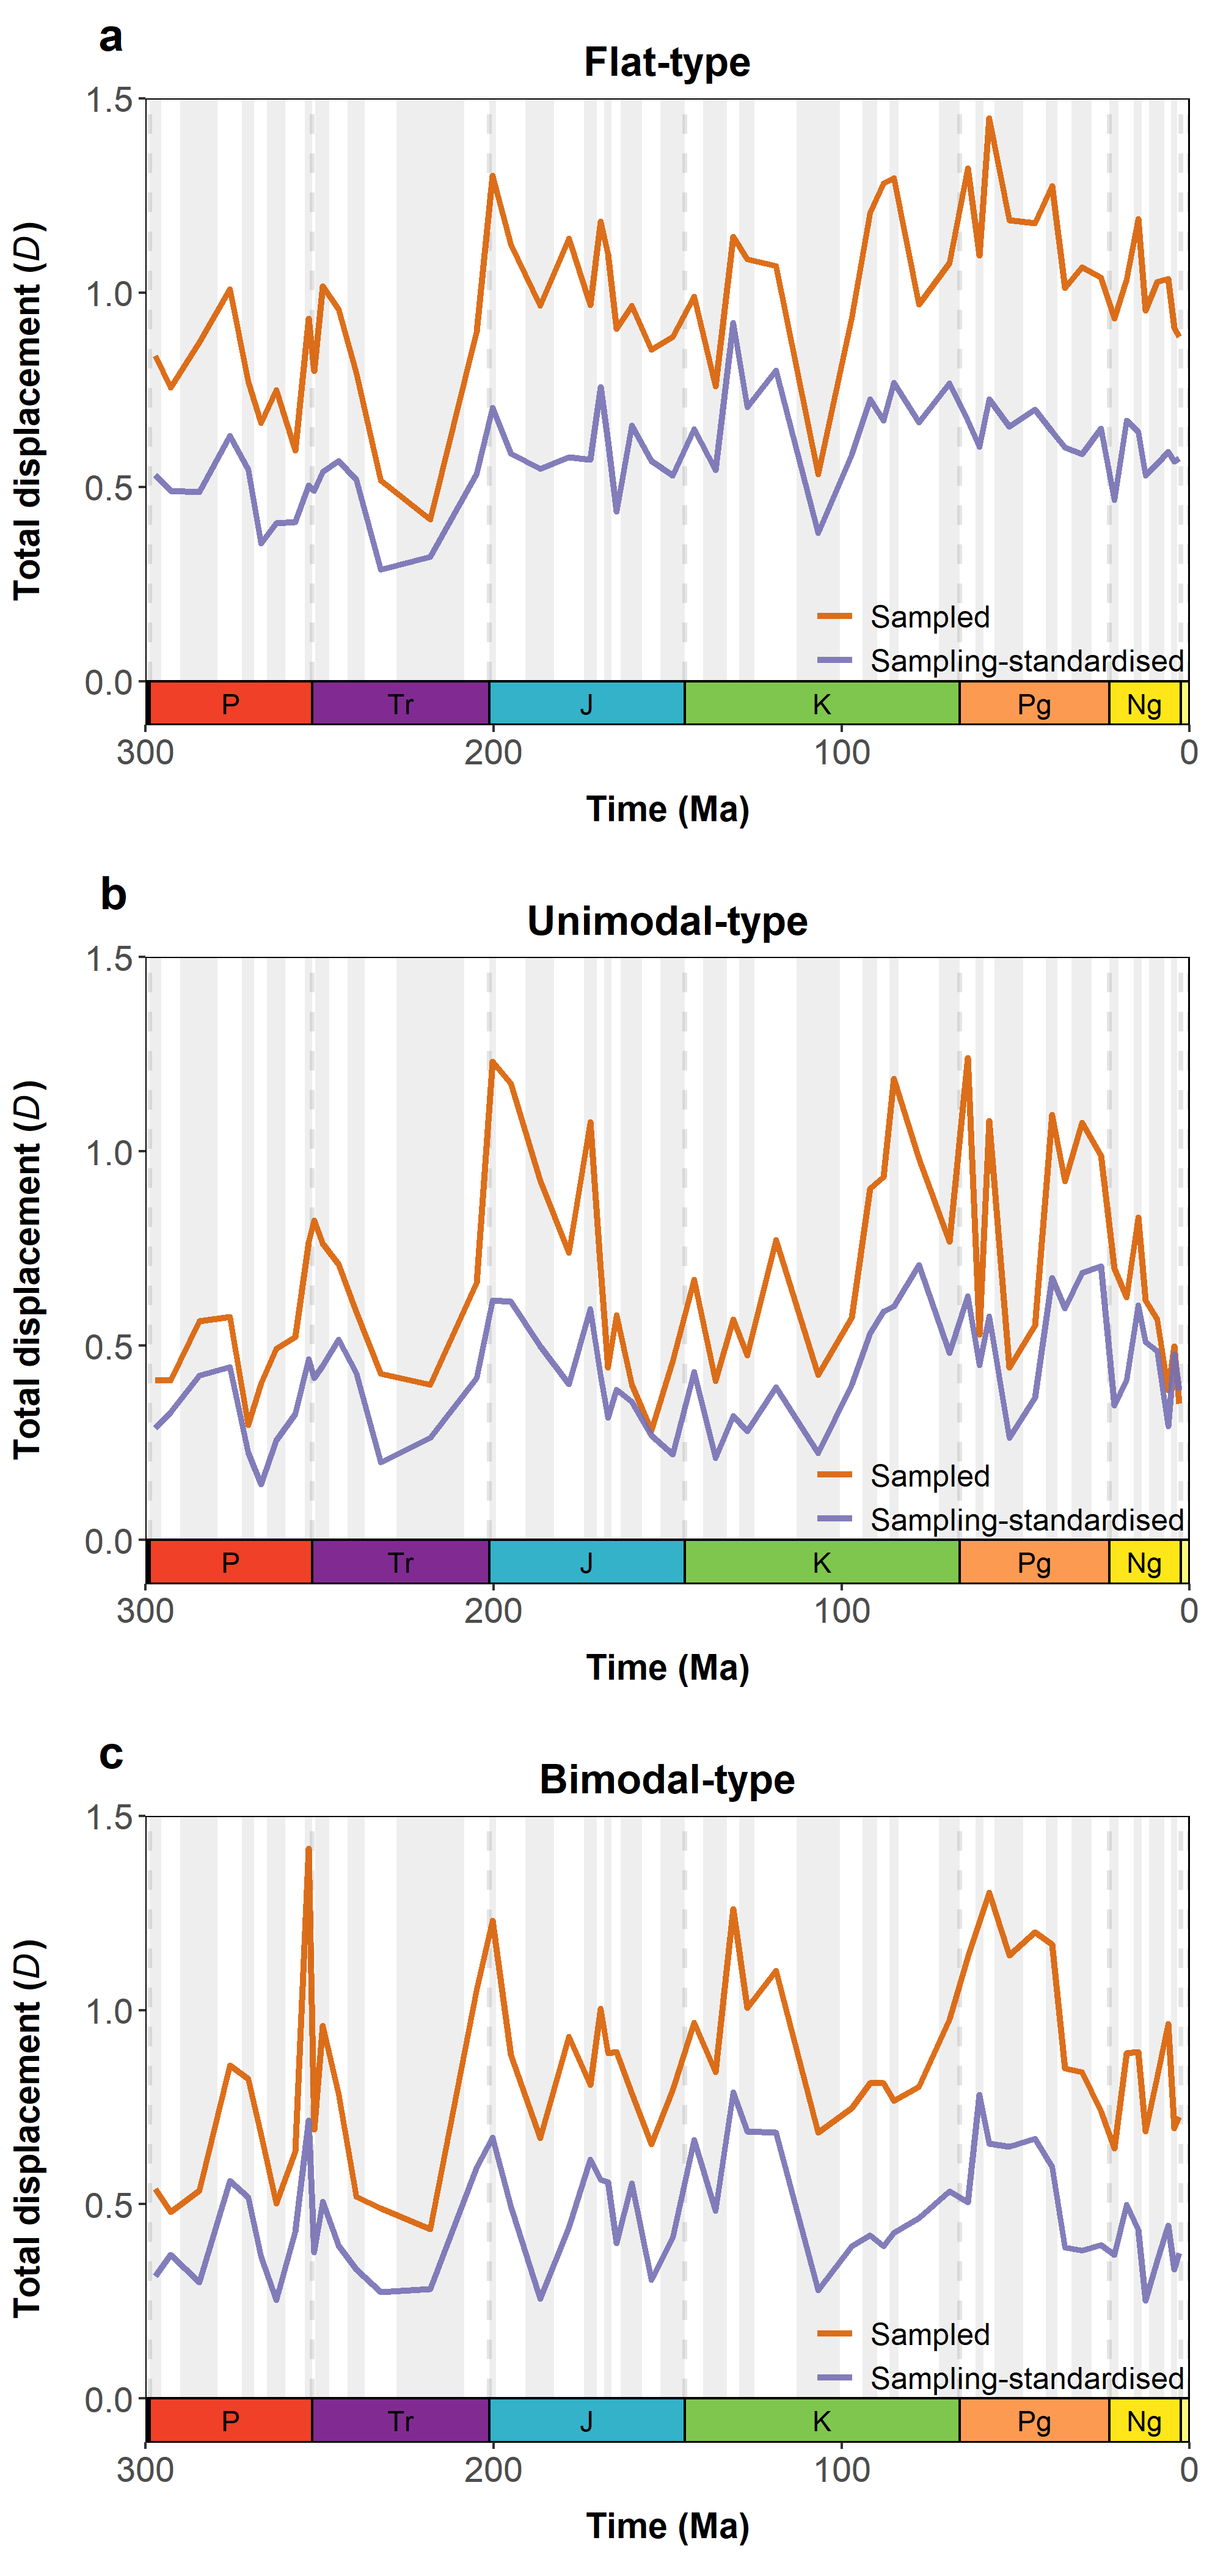 a
Flat-type
Total displacement (D)
1.5
1.0
0.5
0.0
Sampled
Sampling-standardised
P Tr J K Pg Ng
300 200 100 0
Time (Ma)
b
Unimodal-type
Total displacement (D)
1.5
1.0
0.5
0.0
Sampled
Sampling-standardised
P Tr J K Pg Ng
300 200 100 0
Time (Ma)
c
Bimodal-type
Total displacement (D)
1.5
1.0
0.5
0.0
Sampled
Sampling-standardised
P Tr J K Pg Ng
300 200 100 0
Time (Ma)